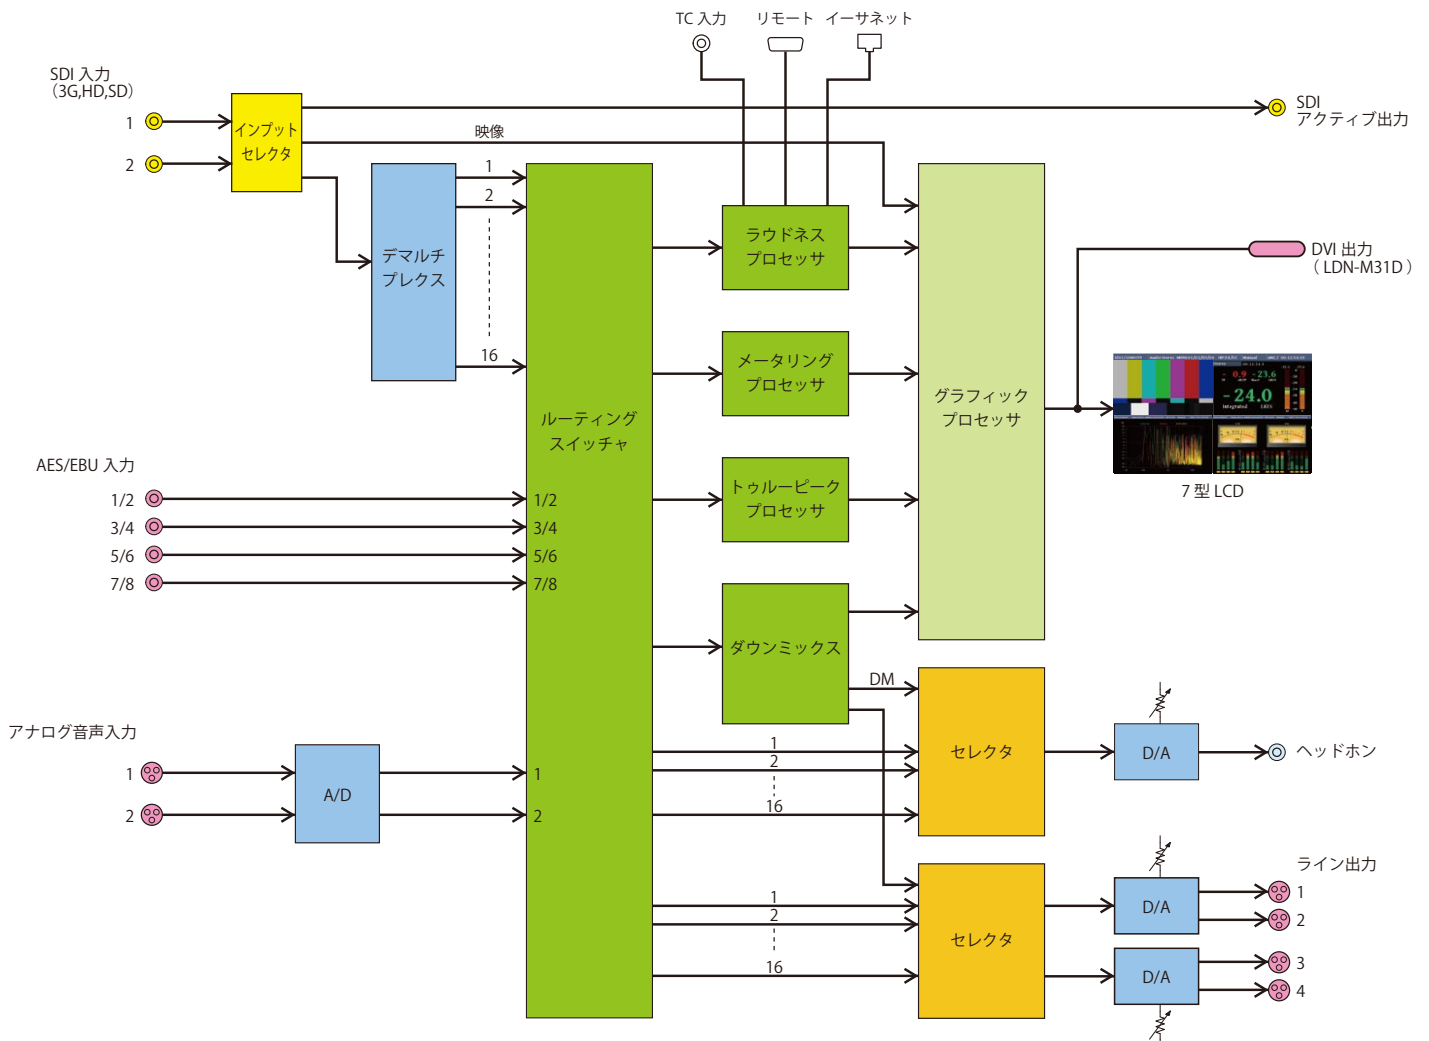 TC 入力
リモート
イーサネット
SDI 入力
（3G,HD,SD）
1
2
インプット
セレクタ
映像
SDI
アクティブ出力
デマルチ
プレクス
1
2
16
ルーティング
スイッチャ
ラウドネス
プロセッサ
メータリング
プロセッサ
トゥルーピーク
プロセッサ
ダウンミックス
グラフィック
プロセッサ
DVI 出力
（ LDN-M31D ）
-0.9
-23.6
-24.0
Integrated
LKFS
7 型 LCD
AES/EBU 入力
1/2
3/4
5/6
7/8
1/2
3/4
5/6
7/8
アナログ音声入力
1
2
A/D
1
2
DM
1
2
16
セレクタ
D/A
ヘッドホン
1
2
16
セレクタ
D/A
D/A
ライン出力
1
2
3
4